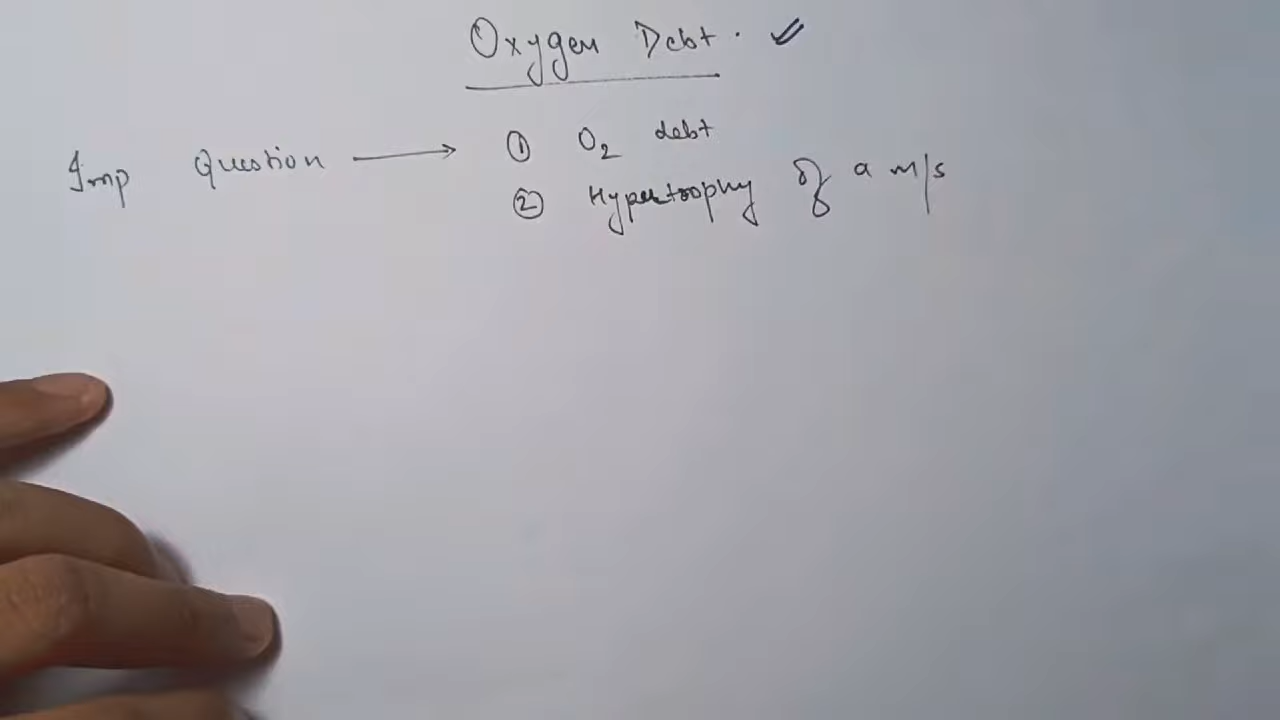 Oxygen Debt.
Imp Question → ① O₂ debt
② Hypertrophy of a m/s